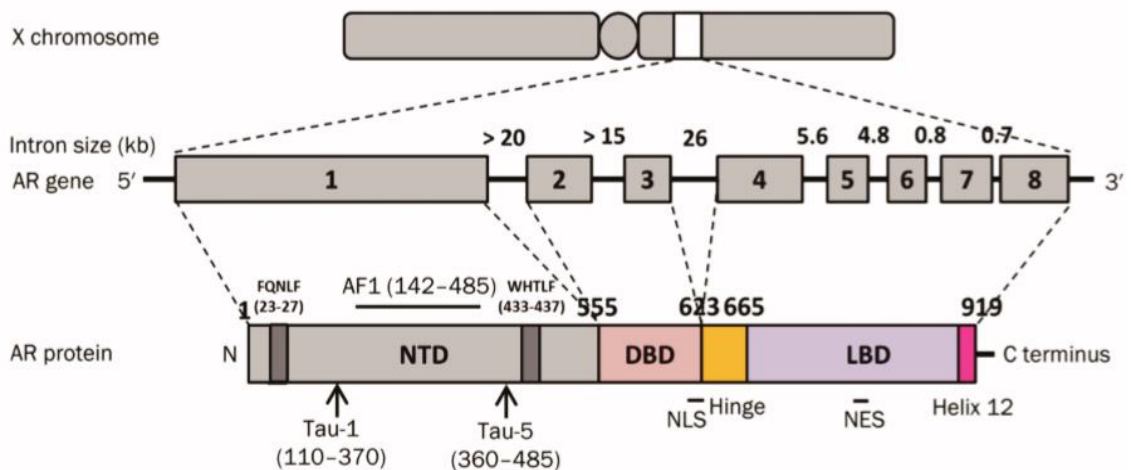 X chromosome
Intron size (kb) > 20 > 15 26 5.6 4.8 0.8 0.7
AR gene 5′ 1 2 3 4 5 6 7 8 3′
FQNLF AF1 (142–485) WHTLF
1 (23-27) (433-437) 555 623 665 919
AR protein N NTD DBD LBD C terminus
NLS Hinge NES Helix 12
Tau-1 Tau-5
(110–370) (360–485)